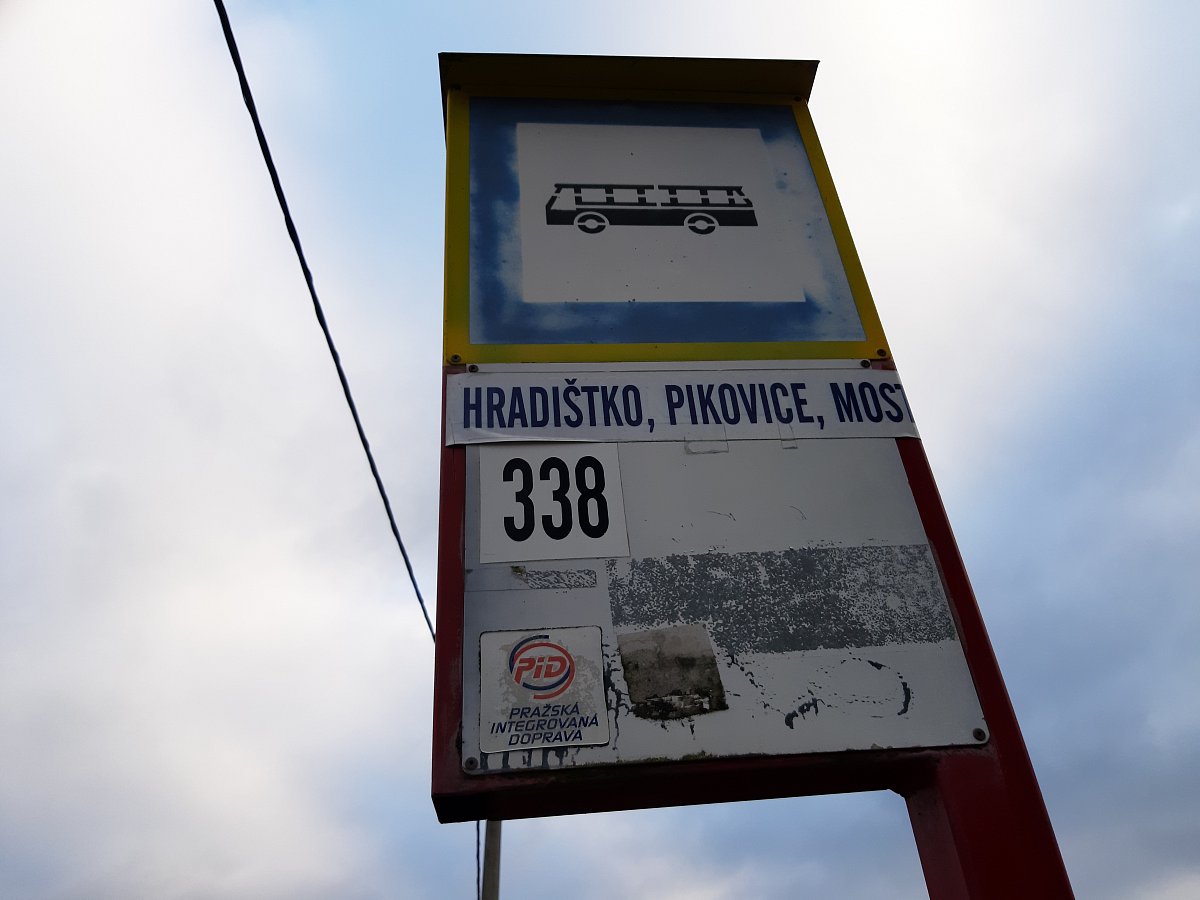 HRADIŠTKO, PIKOVICE, MOST
338
PID
PRAŽSKÁ
INTEGROVANÁ
DOPRAVA